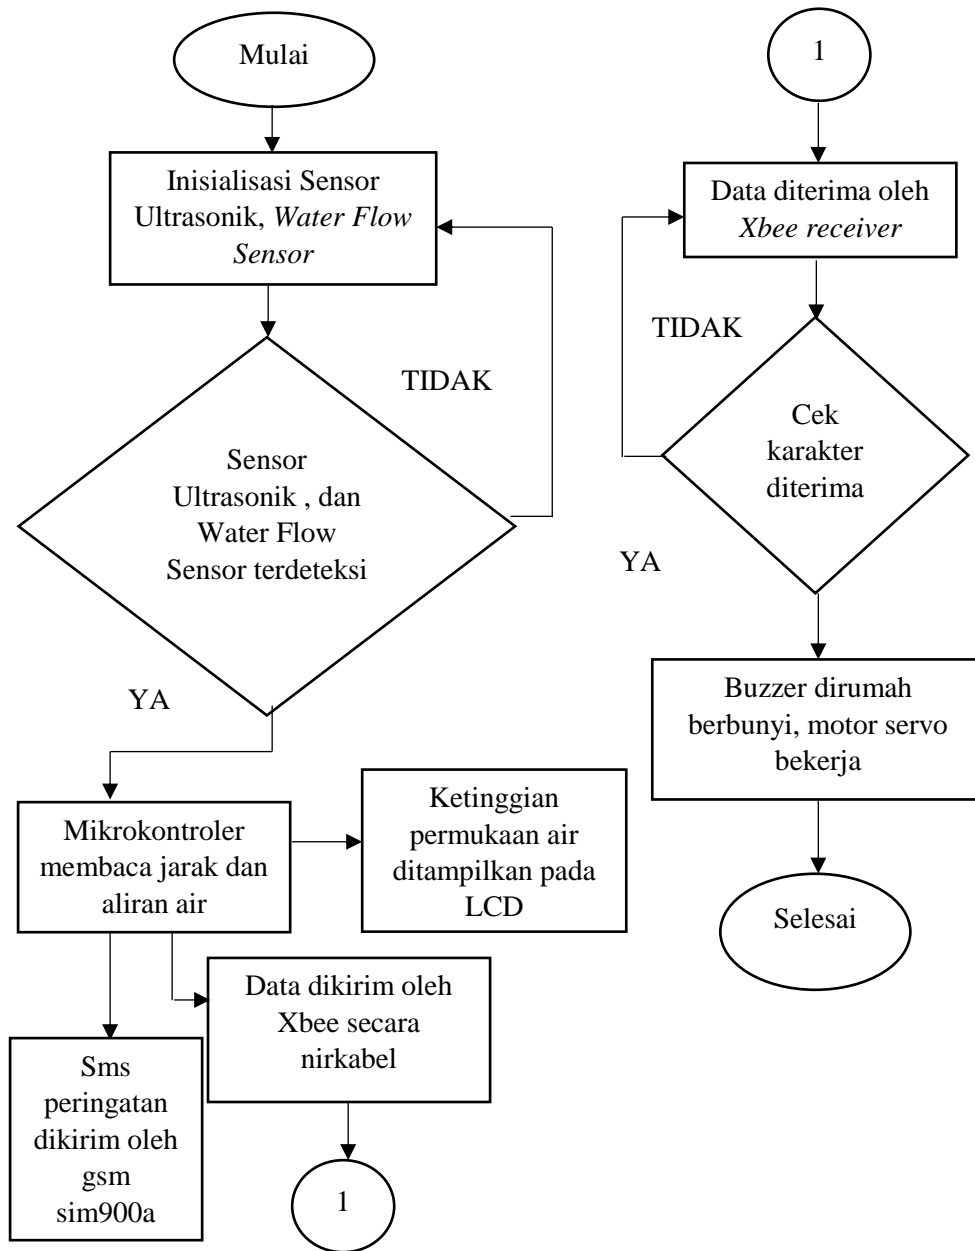 Mulai
Inisialisasi Sensor
Ultrasonik, Water Flow
Sensor
TIDAK
Sensor
Ultrasonik , dan
Water Flow
Sensor terdeteksi
YA
Mikrokontroler
membaca jarak dan
aliran air
Ketinggian
permukaan air
ditampilkan pada
LCD
Data dikirim oleh
Xbee secara
nirkabel
Sms
peringatan
dikirim oleh
gsm
sim900a
1
1
Data diterima oleh
Xbee receiver
TIDAK
Cek
karakter
diterima
YA
Buzzer dirumah
berbunyi, motor servo
bekerja
Selesai